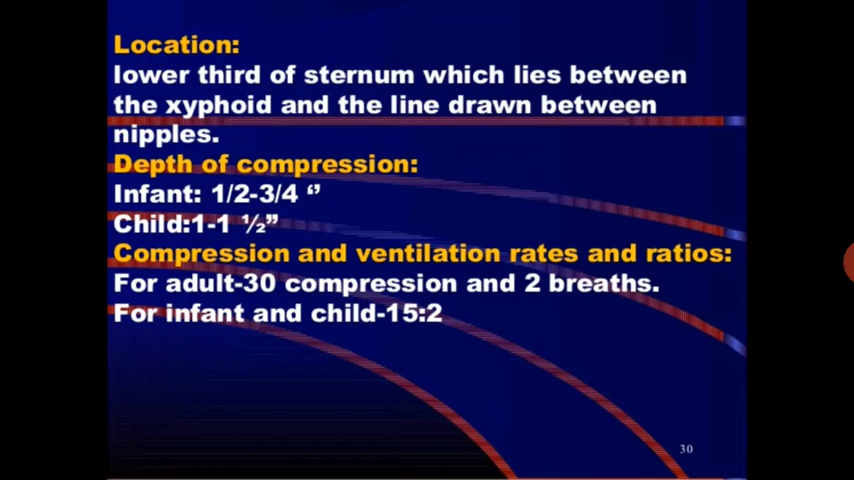 Location:
lower third of sternum which lies between
the xyphoid and the line drawn between
nipples.
Depth of compression:
Infant: 1/2-3/4 ‘’
Child:1-1 ½”
Compression and ventilation rates and ratios:
For adult-30 compression and 2 breaths.
For infant and child-15:2
30